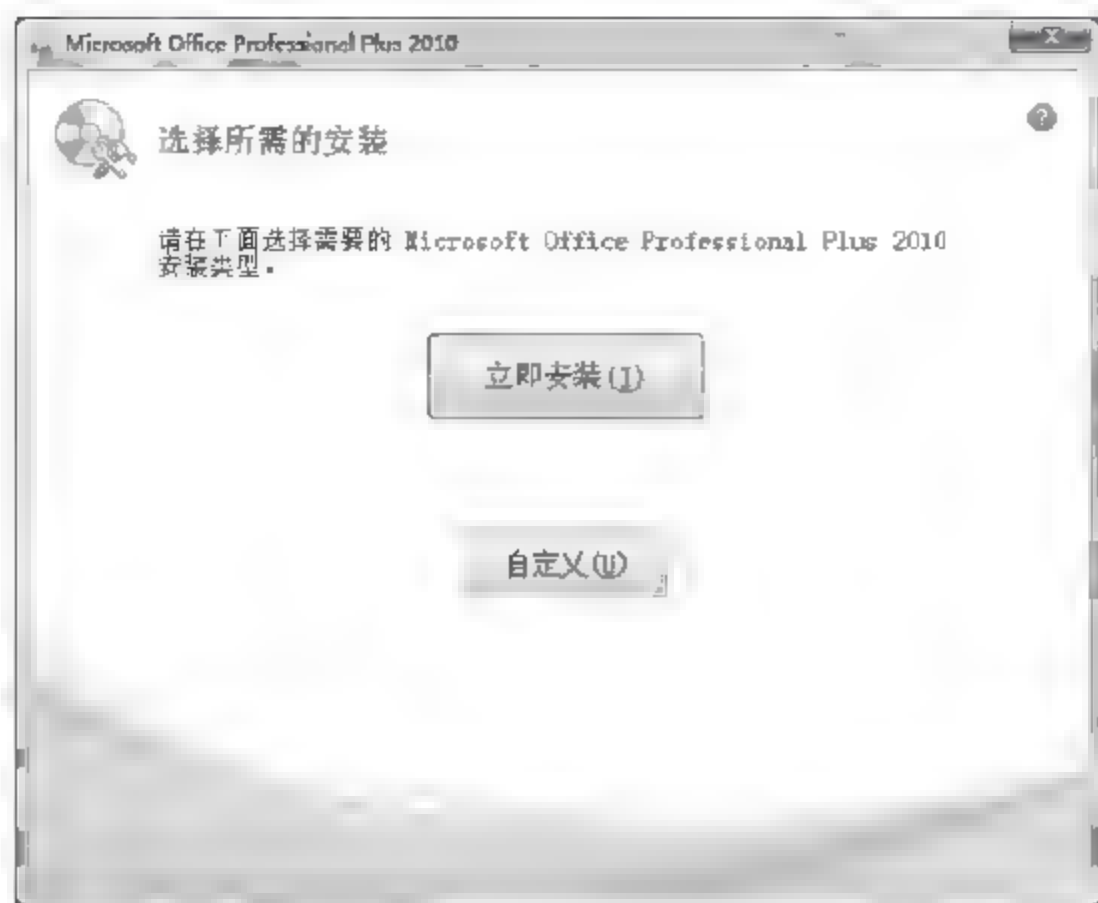 Microsoft Office Professional Plus 2010
选择所需的安装
请在下面选择需要的 Microsoft Office Professional Plus 2010
安装类型。
立即安装(I)
自定义(U)